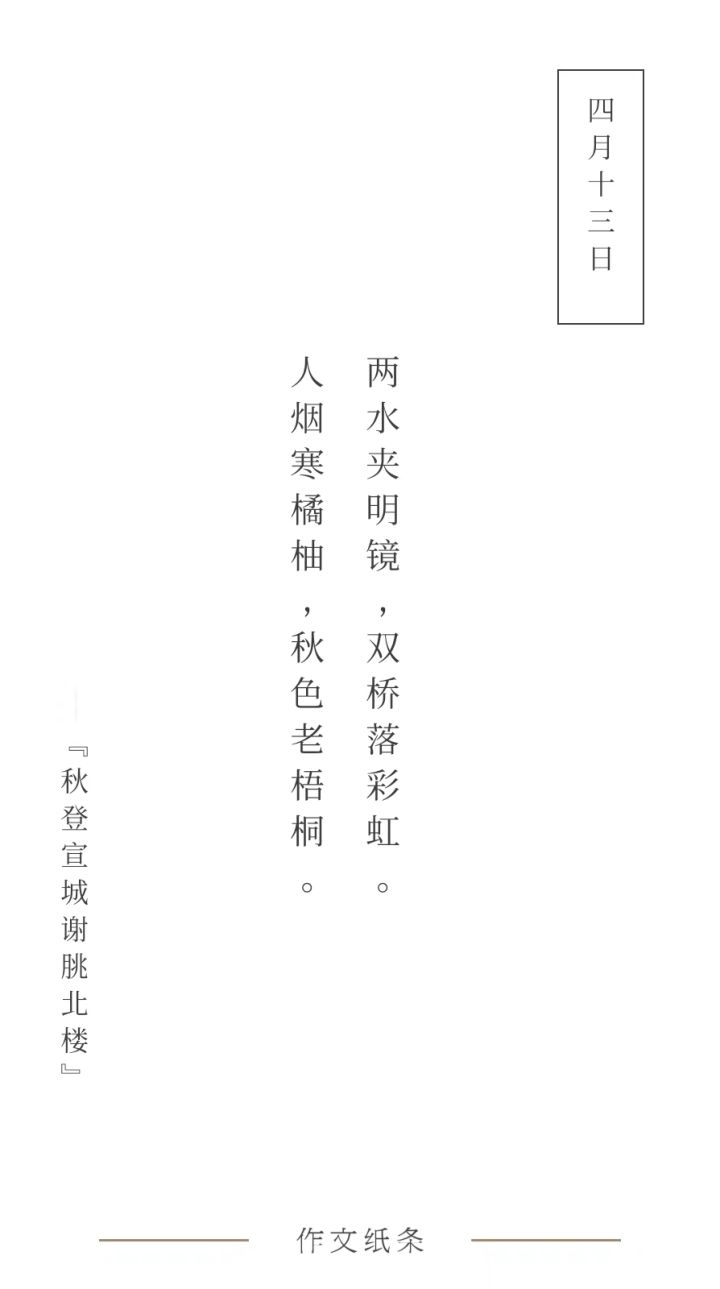 四月十三日
两水夹明镜，双桥落彩虹。
人烟寒橘柚，秋色老梧桐。
『秋登宣城谢脁北楼』
作文纸条